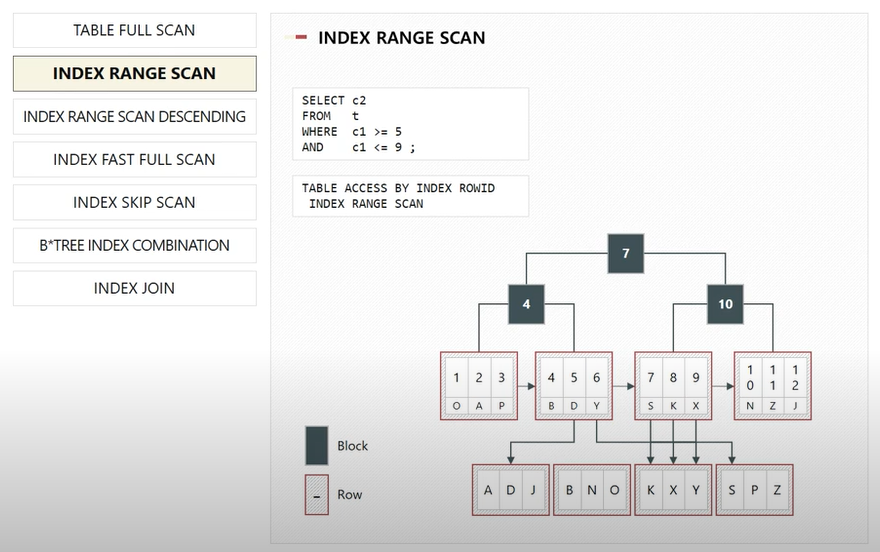 TABLE FULL SCAN
INDEX RANGE SCAN
INDEX RANGE SCAN DESCENDING
INDEX FAST FULL SCAN
INDEX SKIP SCAN
B*TREE INDEX COMBINATION
INDEX JOIN
INDEX RANGE SCAN
SELECT c2
FROM t
WHERE c1 >= 5
AND c1 <= 9 ;
TABLE ACCESS BY INDEX ROWID
INDEX RANGE SCAN
7
4 10
1 2 3 4 5 6 7 8 9 10 11 12
O A P B D Y S K X N Z J
Block
Row
A D J B N O K X Y S P Z